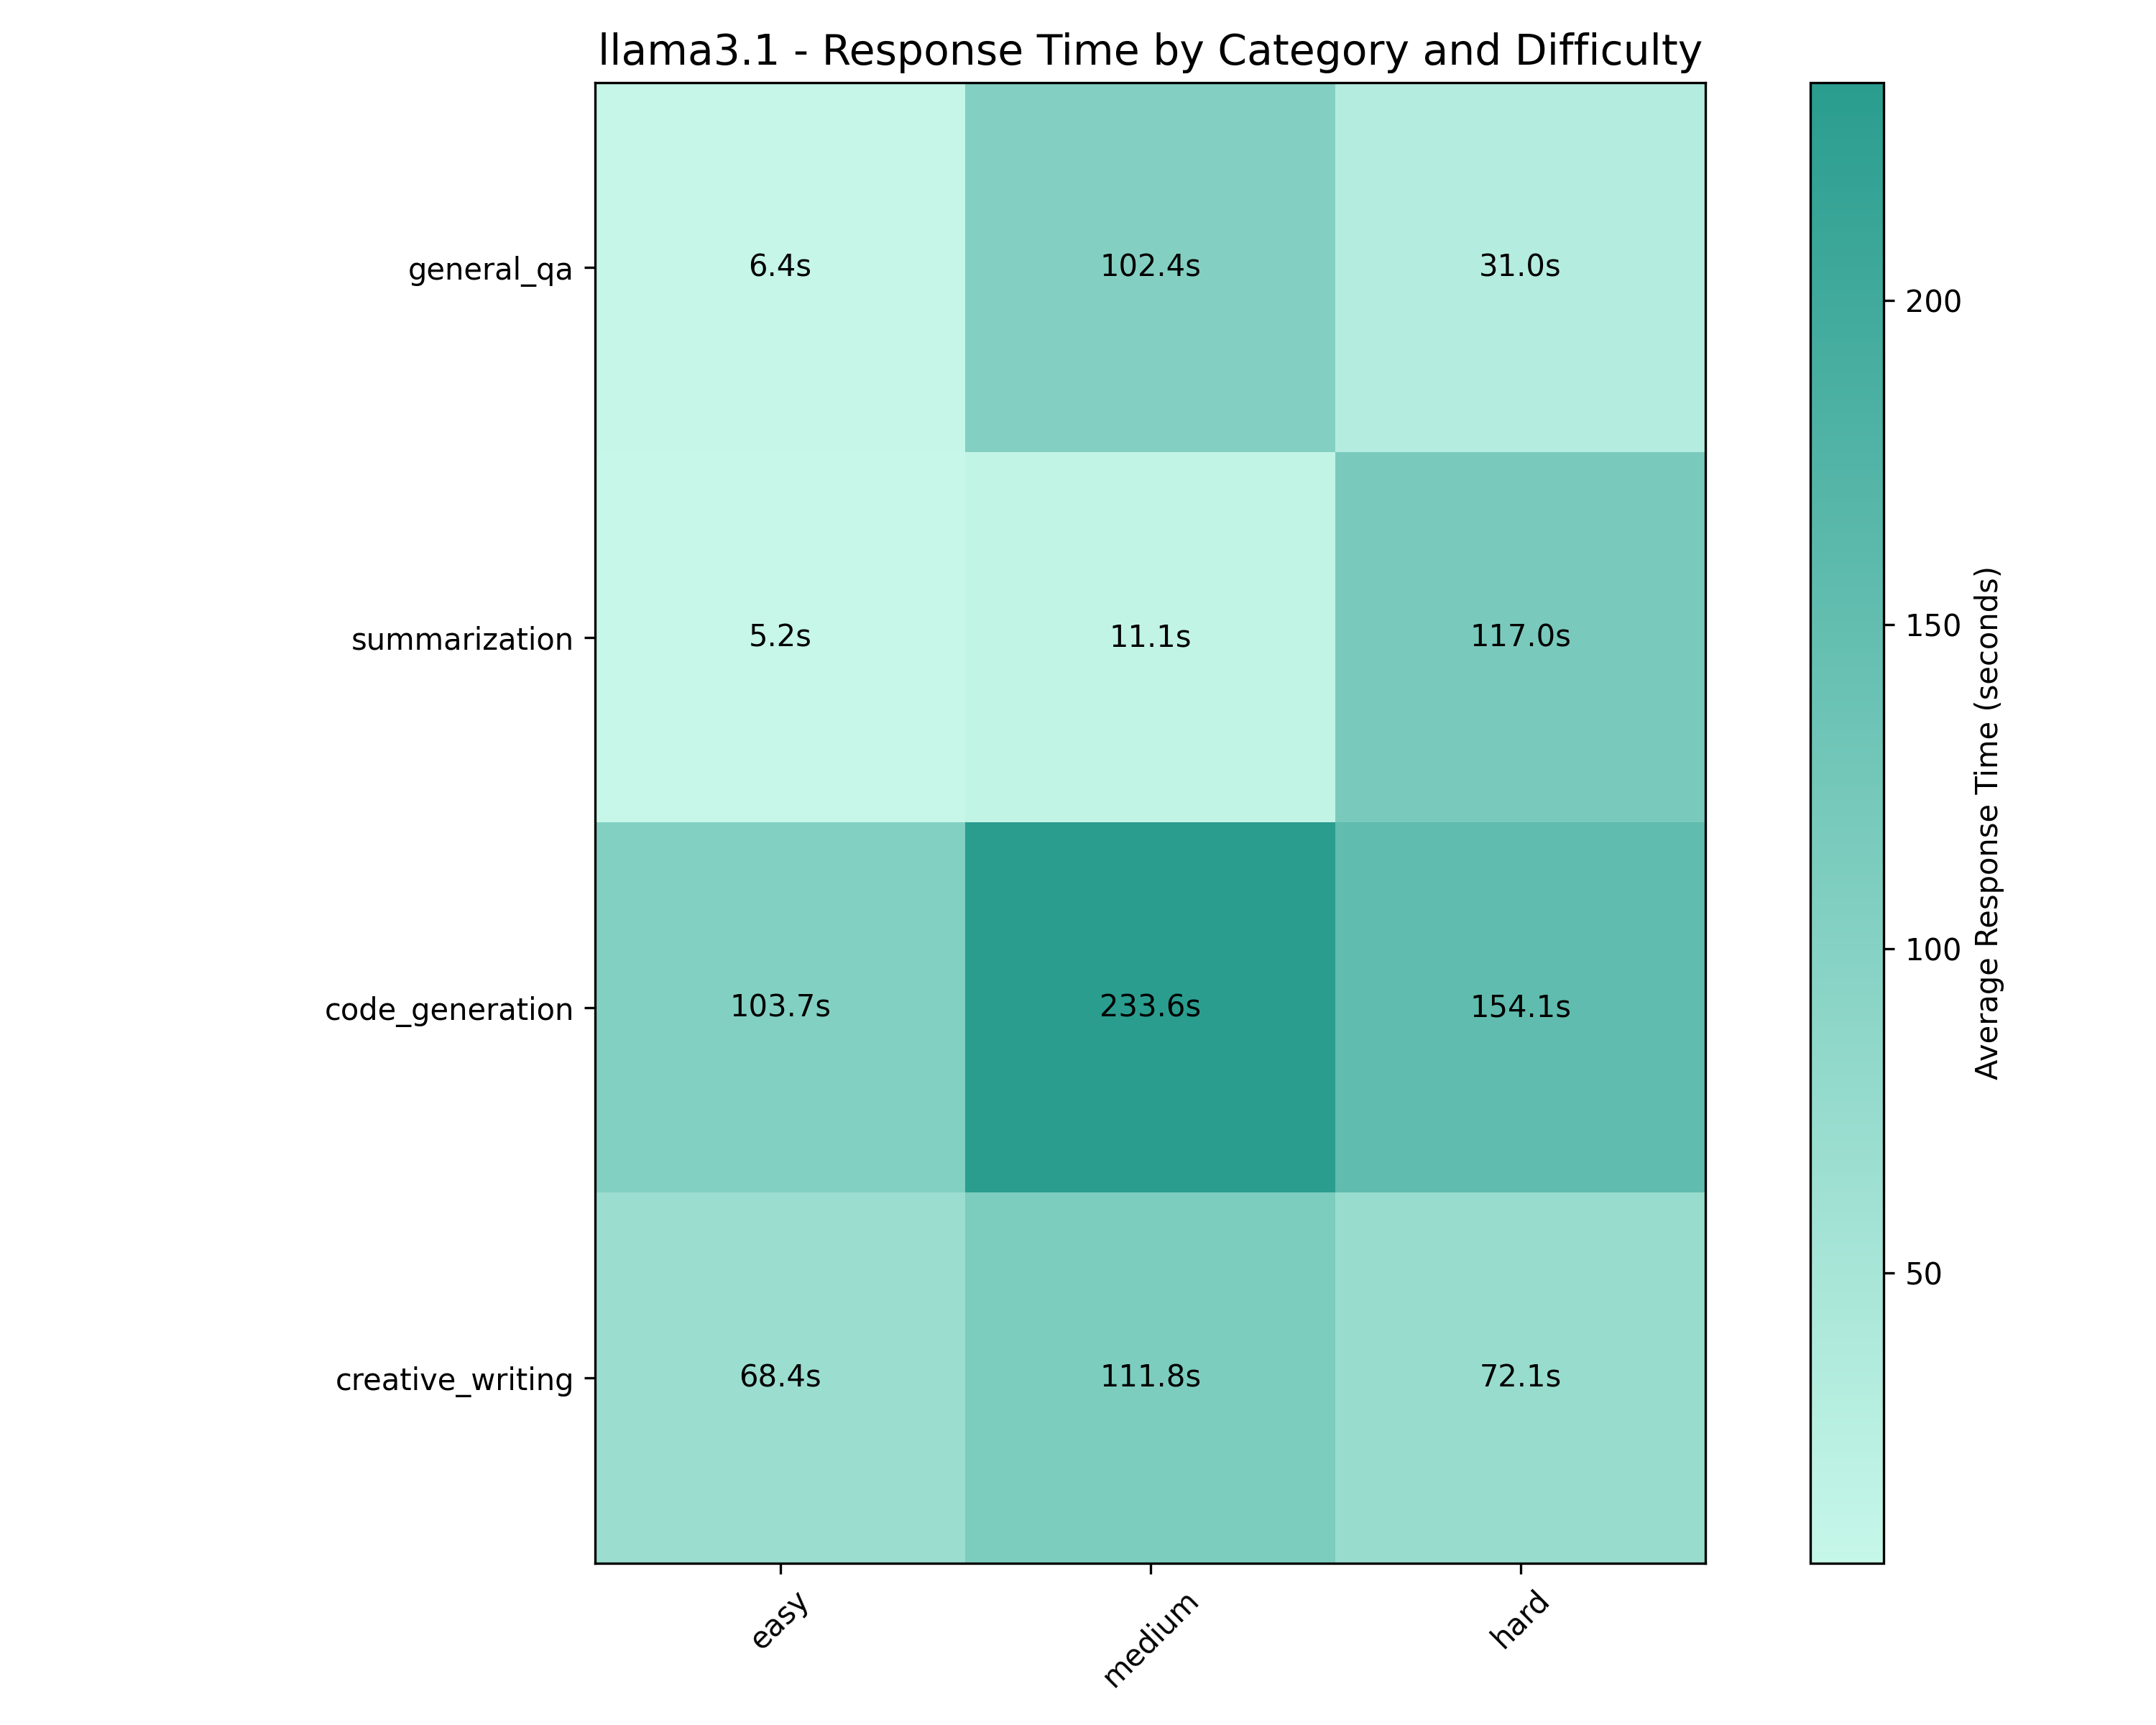 llama3.1 - Response Time by Category and Difficulty
general_qa
6.4s
102.4s
31.0s
summarization
5.2s
11.1s
117.0s
code_generation
103.7s
233.6s
154.1s
creative_writing
68.4s
111.8s
72.1s
easy
medium
hard
200
150
100
50
Average Response Time (seconds)